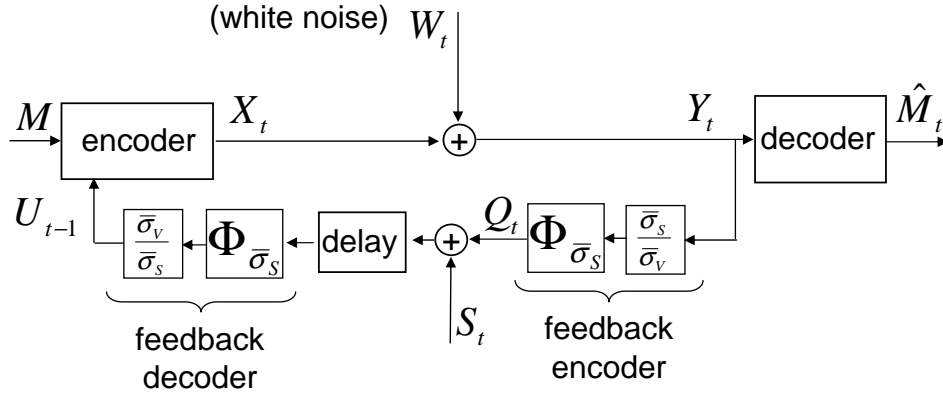 (white noise) W_t
M encoder X_t + Y_t decoder M̂_t
U_{t-1} σ̅_V/σ̅_S Φ_{σ̅_S} delay + Q_t Φ_{σ̅_S} σ̅_S/σ̅_V
S_t
feedback decoder
feedback encoder